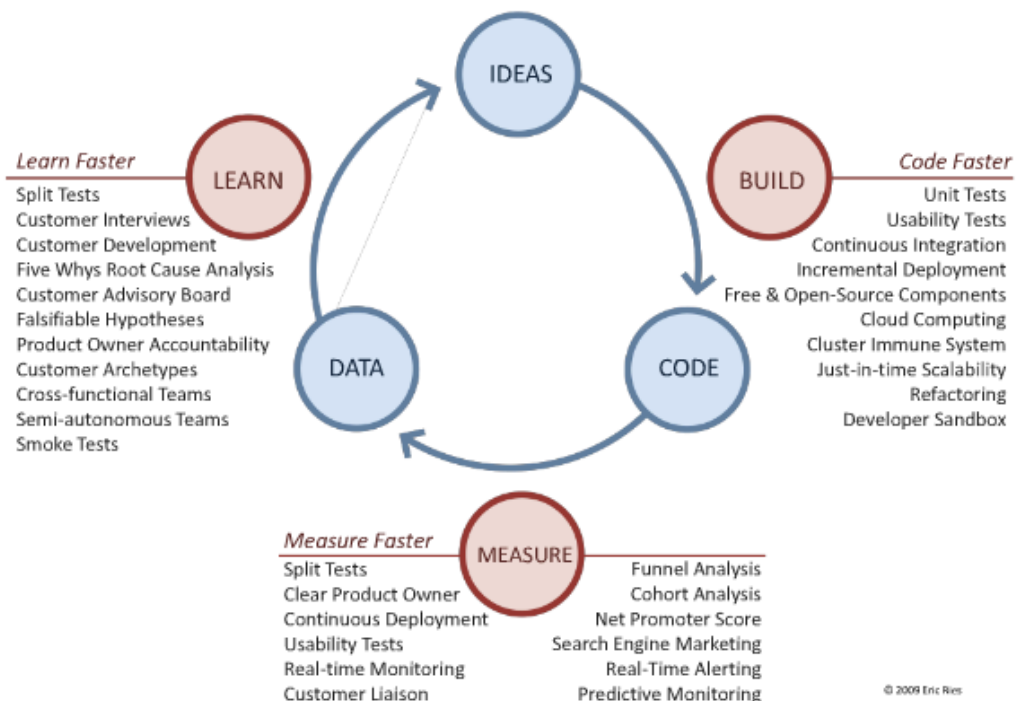 IDEAS
Learn Faster
LEARN
Split Tests
Customer Interviews
Customer Development
Five Whys Root Cause Analysis
Customer Advisory Board
Falsifiable Hypotheses
Product Owner Accountability
Customer Archetypes
Cross-functional Teams
Semi-autonomous Teams
Smoke Tests
BUILD
Code Faster
Unit Tests
Usability Tests
Continuous Integration
Incremental Deployment
Free & Open-Source Components
Cloud Computing
Cluster Immune System
Just-in-time Scalability
Refactoring
Developer Sandbox
DATA
CODE
Measure Faster
MEASURE
Split Tests
Clear Product Owner
Continuous Deployment
Usability Tests
Real-time Monitoring
Customer Liaison
Funnel Analysis
Cohort Analysis
Net Promoter Score
Search Engine Marketing
Real-Time Alerting
Predictive Monitoring
© 2009 Eric Ries